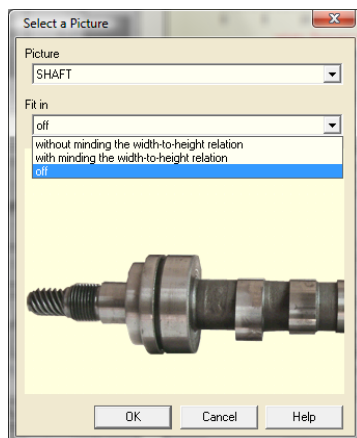 Select a Picture
Picture
SHAFT
Fit in
off
without minding the width-to-height relation
with minding the width-to-height relation
off
OK Cancel Help